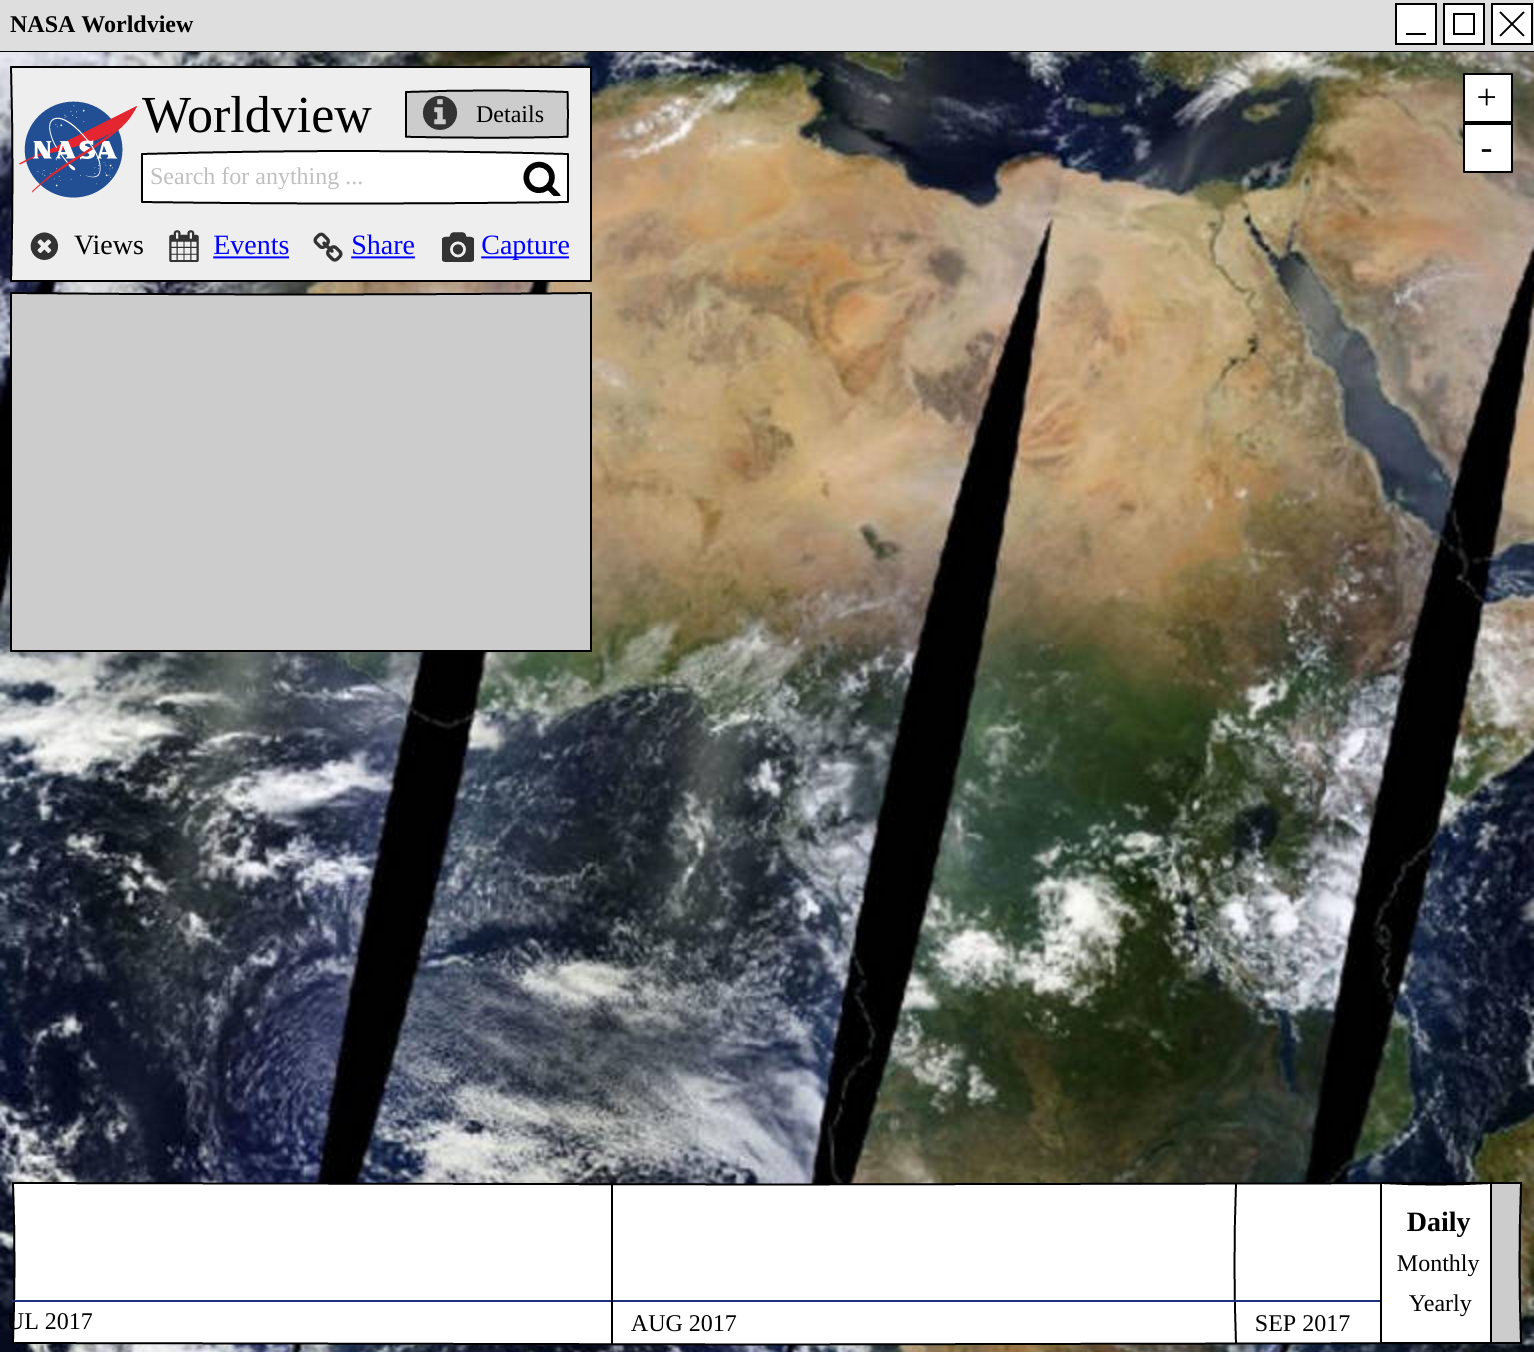 NASA Worldview
Worldview
Details
NASA
Search for anything ...
Views
Events
Share
Capture
+
-
UL 2017
AUG 2017
SEP 2017
Daily
Monthly
Yearly